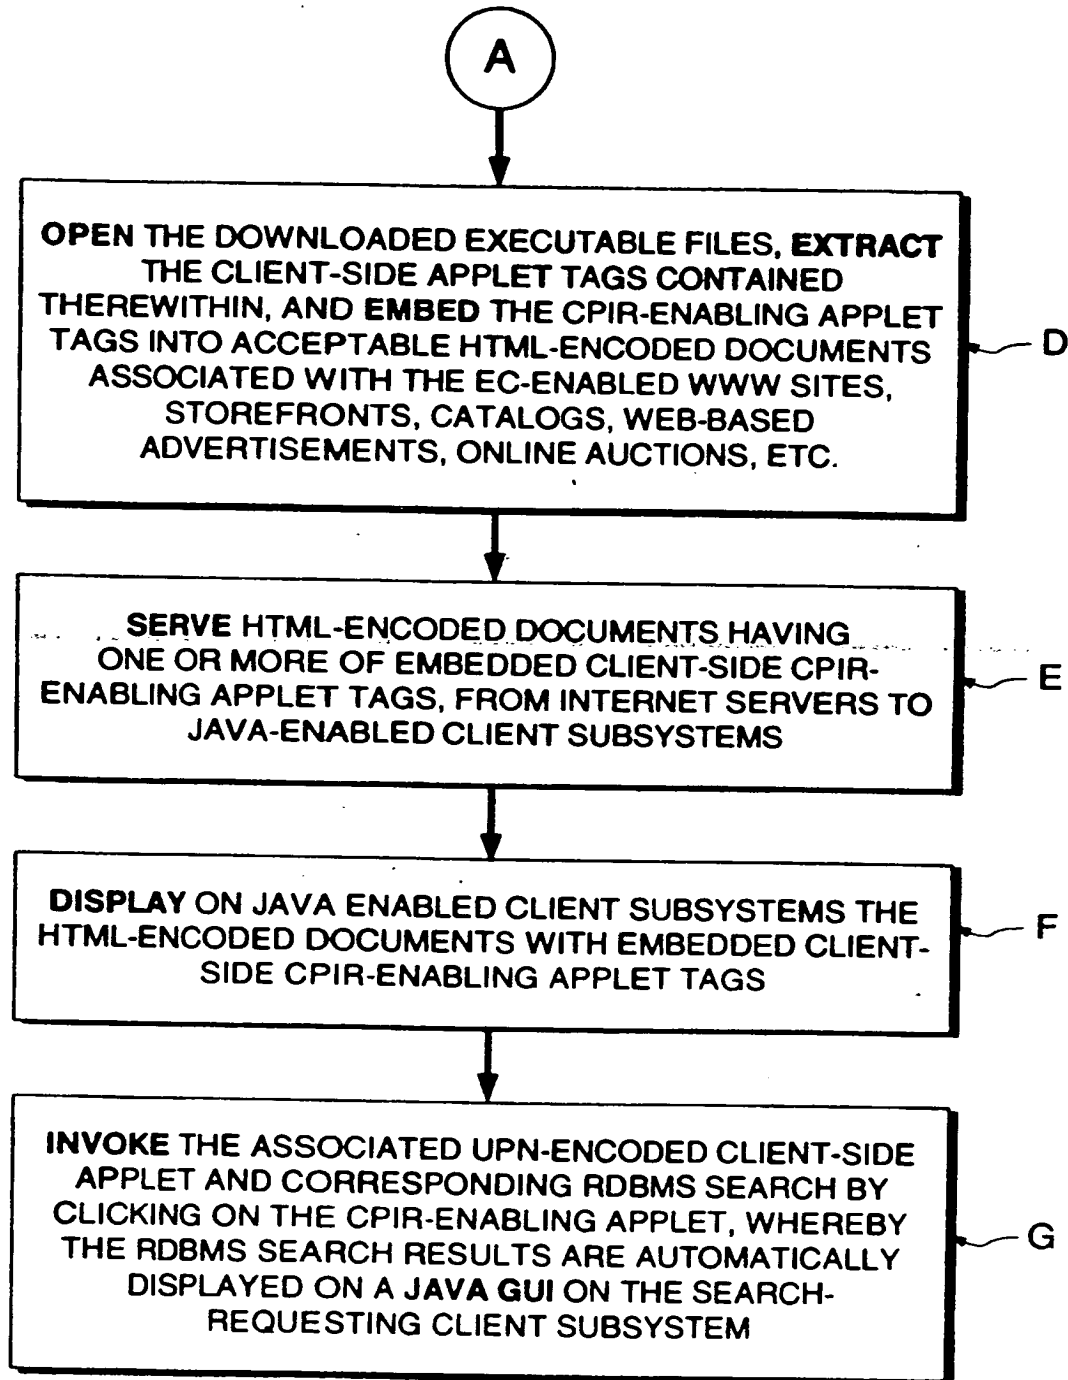 A
OPEN THE DOWNLOADED EXECUTABLE FILES, EXTRACT
THE CLIENT-SIDE APPLET TAGS CONTAINED
THEREWITHIN, AND EMBED THE CPIR-ENABLING APPLET
TAGS INTO ACCEPTABLE HTML-ENCODED DOCUMENTS
ASSOCIATED WITH THE EC-ENABLED WWW SITES,
STOREFRONTS, CATALOGS, WEB-BASED
ADVERTISEMENTS, ONLINE AUCTIONS, ETC.
D
SERVE HTML-ENCODED DOCUMENTS HAVING
ONE OR MORE OF EMBEDDED CLIENT-SIDE CPIR-
ENABLING APPLET TAGS, FROM INTERNET SERVERS TO
JAVA-ENABLED CLIENT SUBSYSTEMS
E
DISPLAY ON JAVA ENABLED CLIENT SUBSYSTEMS THE
HTML-ENCODED DOCUMENTS WITH EMBEDDED CLIENT-
SIDE CPIR-ENABLING APPLET TAGS
F
INVOKE THE ASSOCIATED UPN-ENCODED CLIENT-SIDE
APPLET AND CORRESPONDING RDBMS SEARCH BY
CLICKING ON THE CPIR-ENABLING APPLET, WHEREBY
THE RDBMS SEARCH RESULTS ARE AUTOMATICALLY
DISPLAYED ON A JAVA GUI ON THE SEARCH-
REQUESTING CLIENT SUBSYSTEM
G